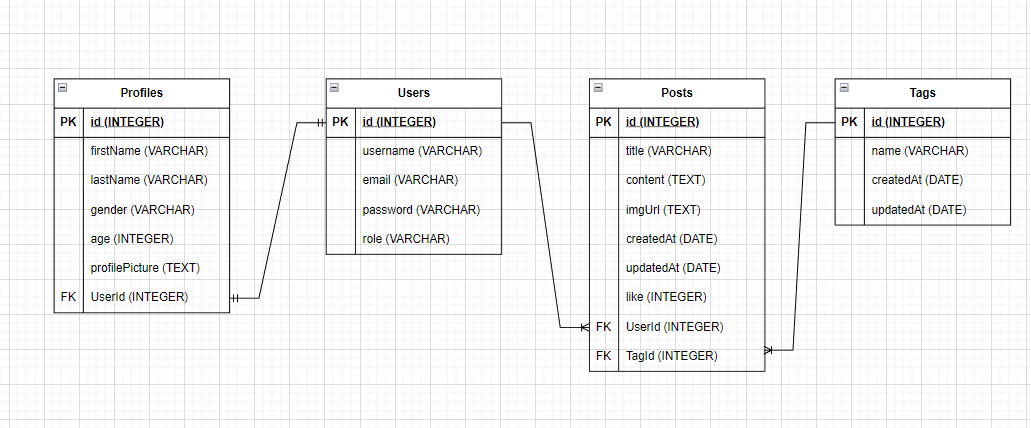 Profiles
PK id (INTEGER)
firstName (VARCHAR)
lastName (VARCHAR)
gender (VARCHAR)
age (INTEGER)
profilePicture (TEXT)
FK UserId (INTEGER)
Users
PK id (INTEGER)
username (VARCHAR)
email (VARCHAR)
password (VARCHAR)
role (VARCHAR)
Posts
PK id (INTEGER)
title (VARCHAR)
content (TEXT)
imgUrl (TEXT)
createdAt (DATE)
updatedAt (DATE)
like (INTEGER)
FK UserId (INTEGER)
FK TagId (INTEGER)
Tags
PK id (INTEGER)
name (VARCHAR)
createdAt (DATE)
updatedAt (DATE)